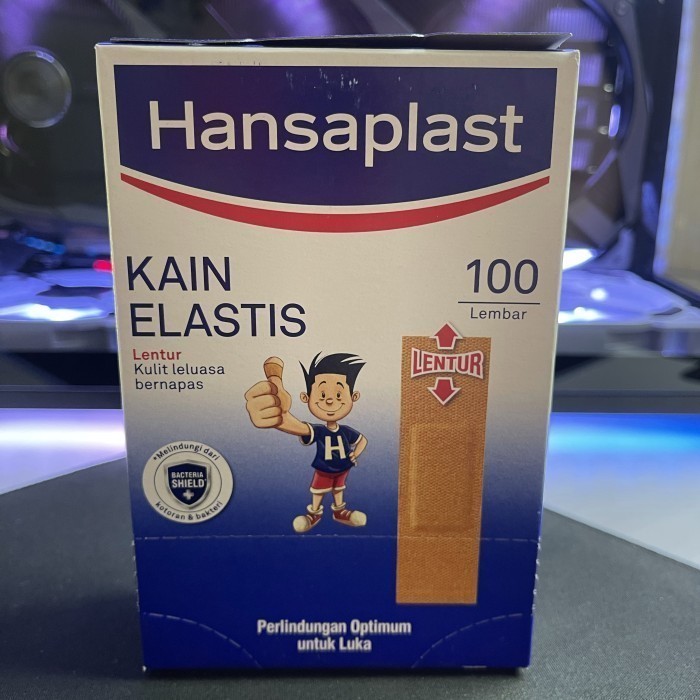 Hansaplast
KAIN
ELASTIS
100
Lembar
Lentur
Kulit leluasa
bernapas
LENTUR
H
*Melindungi dari
BACTERIA
SHIELD
kotoran & bakteri
Perlindungan Optimum
untuk Luka